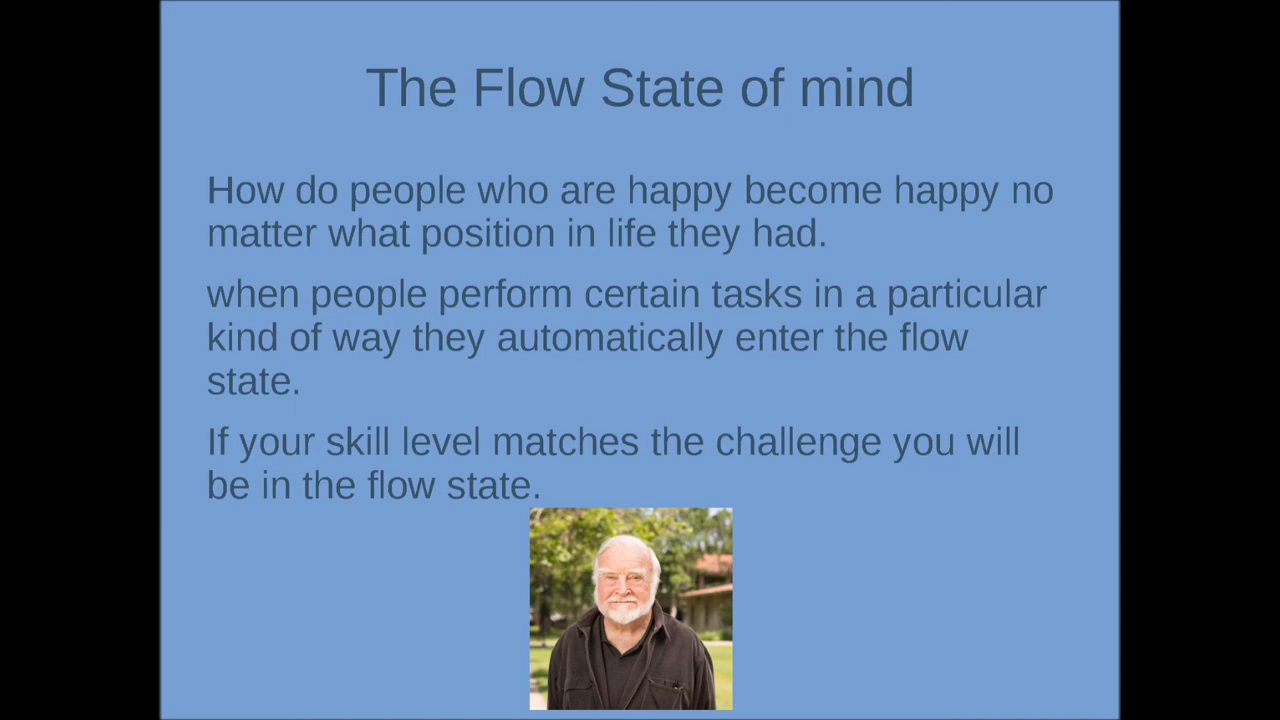 The Flow State of mind
How do people who are happy become happy no
matter what position in life they had.
when people perform certain tasks in a particular
kind of way they automatically enter the flow
state.
If your skill level matches the challenge you will
be in the flow state.